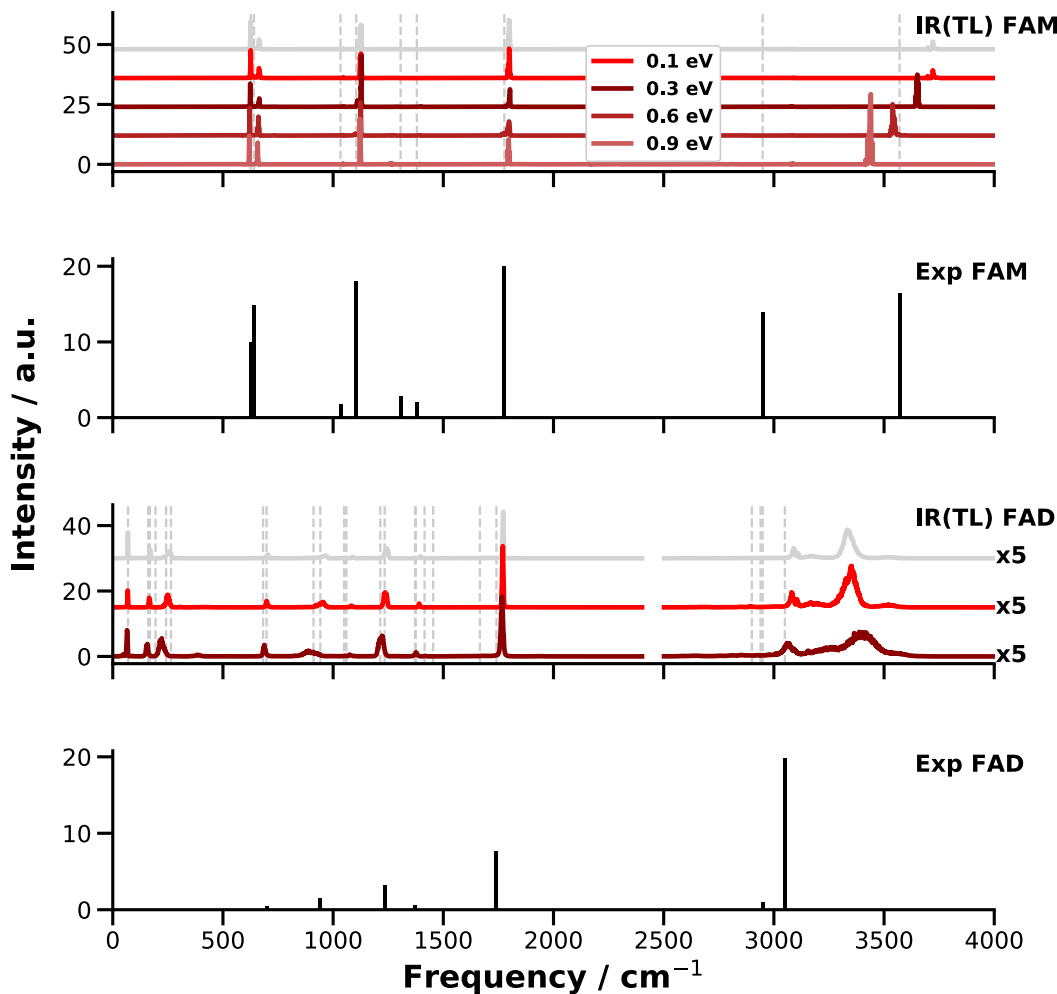 Intensity / a.u.
IR(TL) FAM
50
25
0
0.1 eV
0.3 eV
0.6 eV
0.9 eV
Exp FAM
20
10
0
IR(TL) FAD
40
20
0
x5
x5
x5
Exp FAD
20
10
0
0 500 1000 1500 2000 2500 3000 3500 4000
Frequency / cm⁻¹